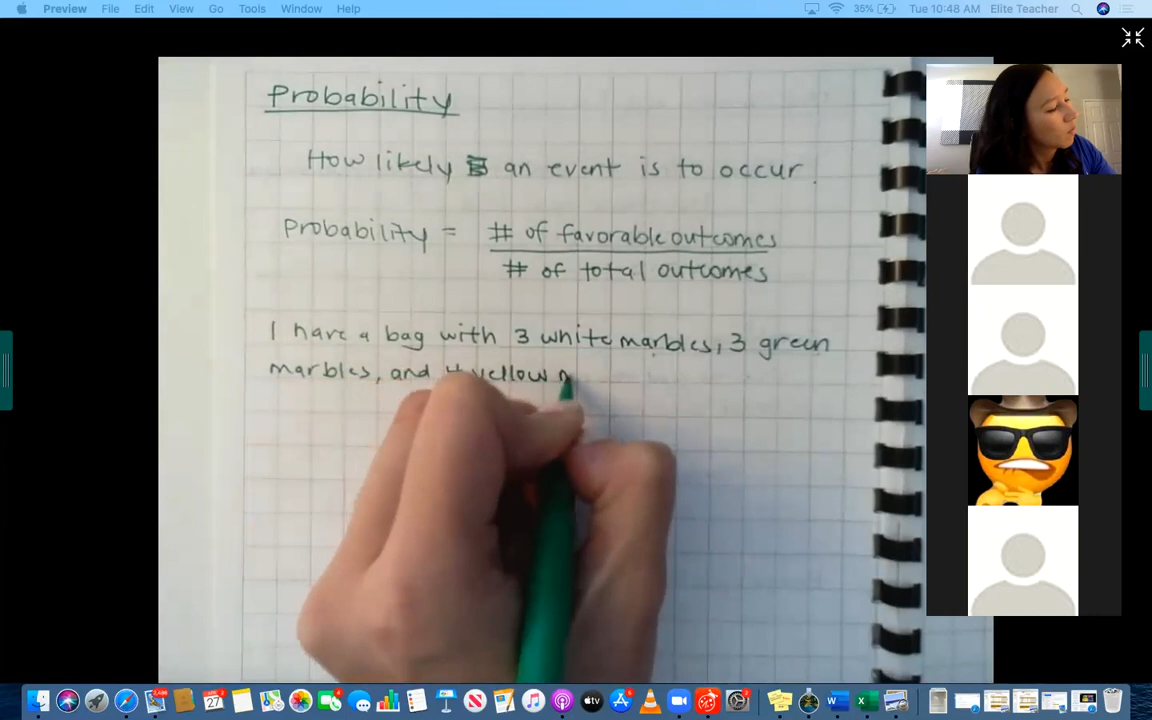 Preview File Edit View Go Tools Window Help 35% Tue 10:48 AM Elite Teacher
Probability
How likely an event is to occur.
Probability = # of favorable outcomes
# of total outcomes
I have a bag with 3 white marbles, 3 green
marbles, and 4 yellow